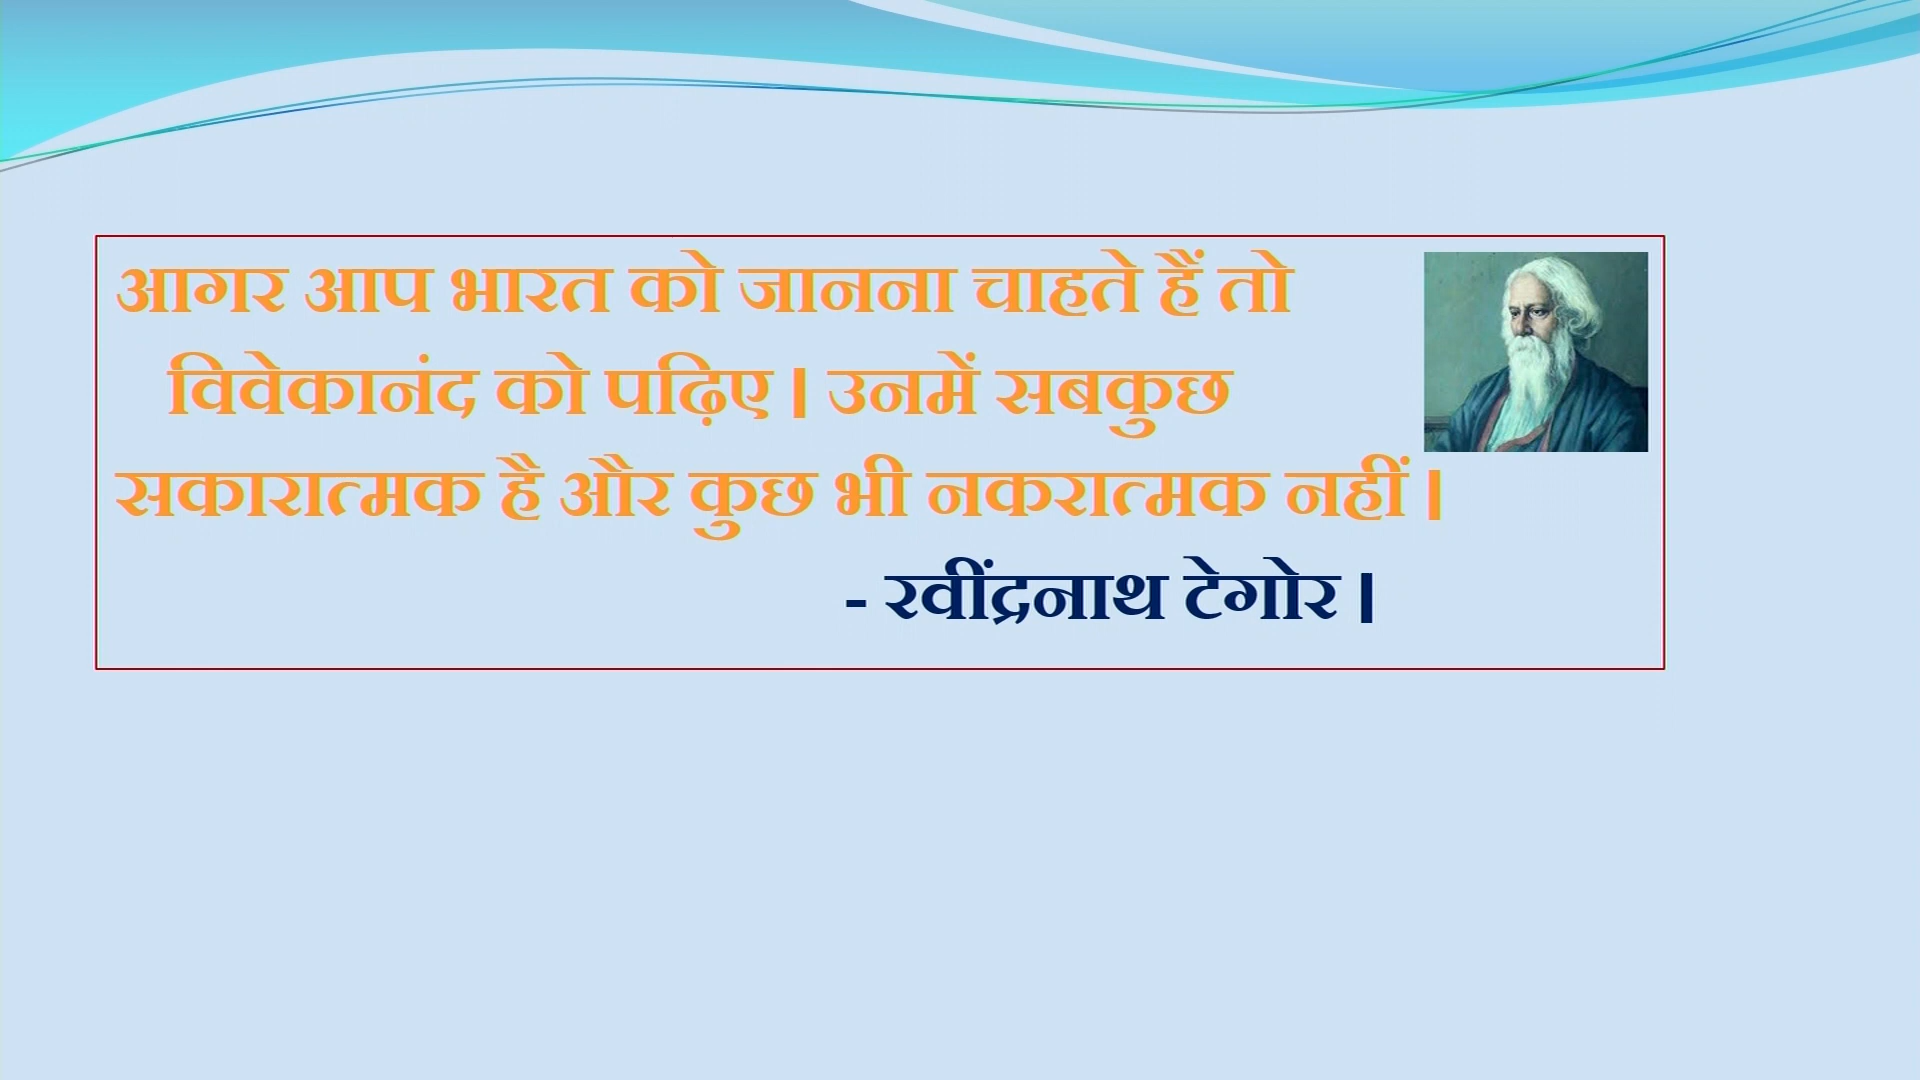 आगर आप भारत को जानना चाहते हैं तो
विवेकानंद को पढ़िए । उनमें सबकुछ
सकारात्मक है और कुछ भी नकरात्मक नहीं ।
- रवींद्रनाथ टेगोर ।